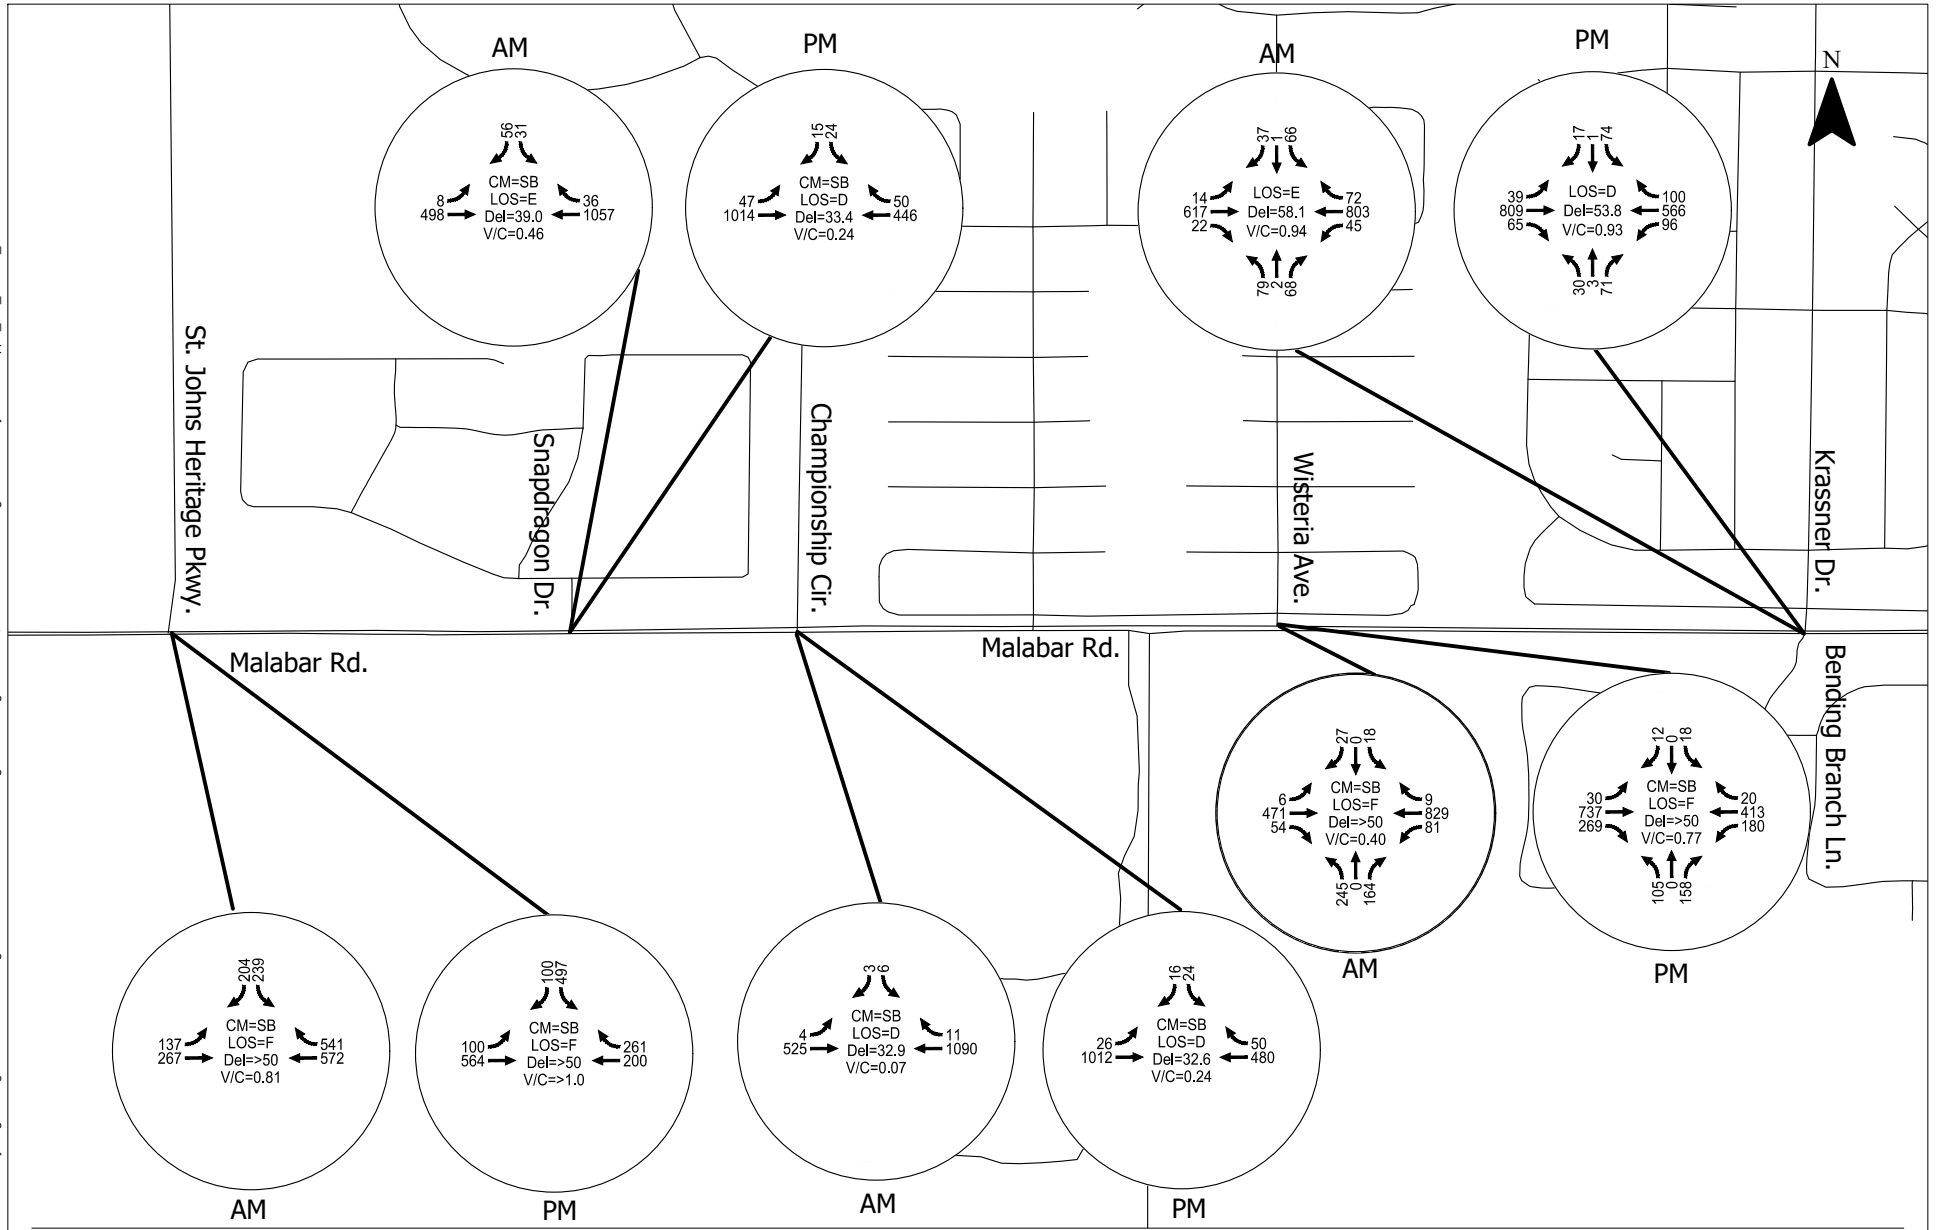 AM
PM
AM
PM
N
56 31
8
498
CM=SB
LOS=E
Del=39.0
V/C=0.46
36
1057
15 24
47
1014
CM=SB
LOS=D
Del=33.4
V/C=0.24
50
446
37 1 66
14
617
22
LOS=E
Del=58.1
V/C=0.94
72
803
45
79 2 68
17 1 74
39
809
65
LOS=D
Del=53.8
V/C=0.93
100
566
96
30 3 71
St. Johns Heritage Pkwy.
Snapdragon Dr.
Championship Cir.
Wisteria Ave.
Krassner Dr.
Malabar Rd.
Malabar Rd.
Bending Branch Ln.
27 0 18
6
471
54
CM=SB
LOS=F
Del=>50
V/C=0.40
9
829
81
245 0 164
AM
12 0 18
30
737
269
CM=SB
LOS=F
Del=>50
V/C=0.77
20
413
180
105 0 158
PM
204 239
137
267
CM=SB
LOS=F
Del=>50
V/C=0.81
541
572
AM
100 497
100
564
CM=SB
LOS=F
Del=>50
V/C=>1.0
261
200
PM
3 6
4
525
CM=SB
LOS=D
Del=32.9
V/C=0.07
11
1090
AM
16 24
26
1012
CM=SB
LOS=D
Del=32.6
V/C=0.24
50
480
PM